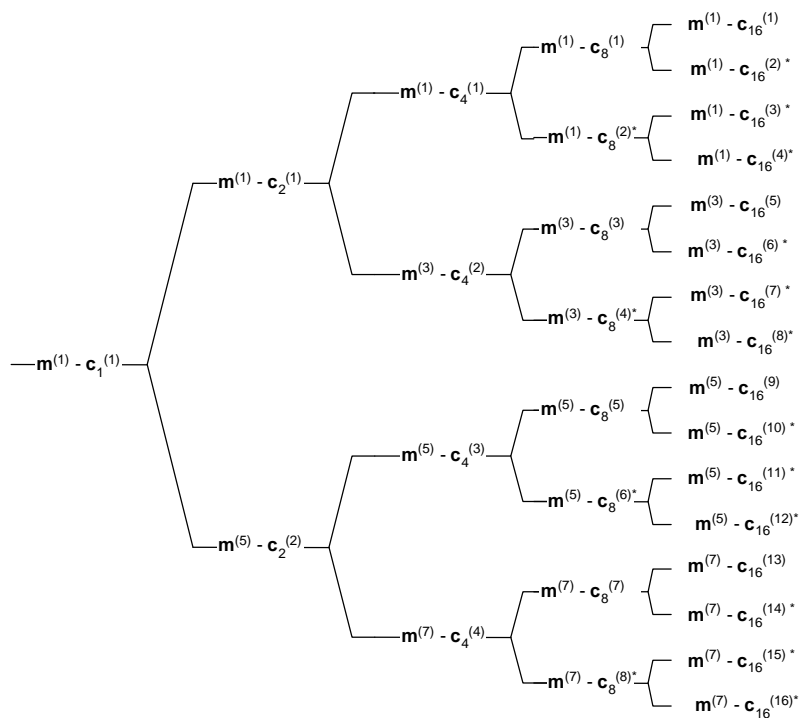 m⁽¹⁾ - c₁₆⁽¹⁾
m⁽¹⁾ - c₈⁽¹⁾
m⁽¹⁾ - c₁₆⁽²⁾ *
m⁽¹⁾ - c₄⁽¹⁾
m⁽¹⁾ - c₁₆⁽³⁾ *
m⁽¹⁾ - c₈⁽²⁾*
m⁽¹⁾ - c₁₆⁽⁴⁾*
m⁽¹⁾ - c₂⁽¹⁾
m⁽³⁾ - c₁₆⁽⁵⁾
m⁽³⁾ - c₈⁽³⁾
m⁽³⁾ - c₁₆⁽⁶⁾ *
m⁽³⁾ - c₄⁽²⁾
m⁽³⁾ - c₁₆⁽⁷⁾ *
m⁽³⁾ - c₈⁽⁴⁾*
m⁽³⁾ - c₁₆⁽⁸⁾*
m⁽¹⁾ - c₁⁽¹⁾
m⁽⁵⁾ - c₁₆⁽⁹⁾
m⁽⁵⁾ - c₈⁽⁵⁾
m⁽⁵⁾ - c₁₆⁽¹⁰⁾ *
m⁽⁵⁾ - c₄⁽³⁾
m⁽⁵⁾ - c₁₆⁽¹¹⁾ *
m⁽⁵⁾ - c₈⁽⁶⁾*
m⁽⁵⁾ - c₁₆⁽¹²⁾*
m⁽⁵⁾ - c₂⁽²⁾
m⁽⁷⁾ - c₁₆⁽¹³⁾
m⁽⁷⁾ - c₈⁽⁷⁾
m⁽⁷⁾ - c₁₆⁽¹⁴⁾ *
m⁽⁷⁾ - c₄⁽⁴⁾
m⁽⁷⁾ - c₁₆⁽¹⁵⁾ *
m⁽⁷⁾ - c₈⁽⁸⁾*
m⁽⁷⁾ - c₁₆⁽¹⁶⁾*